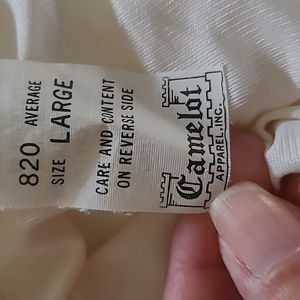 Camelot
APPAREL, INC.
820 AVERAGE
SIZE LARGE
CARE AND CONTENT
ON REVERSE SIDE